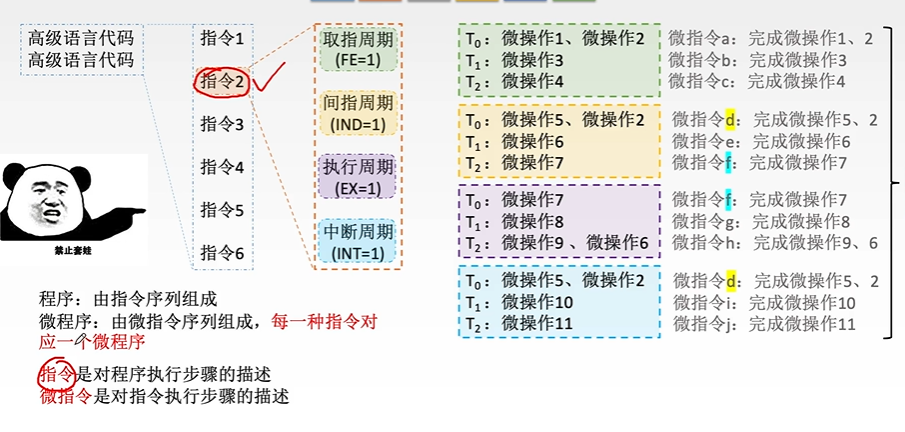 高级语言代码
高级语言代码
指令1
指令2
指令3
指令4
指令5
指令6
取指周期
(FE=1)
间指周期
(IND=1)
执行周期
(EX=1)
中断周期
(INT=1)
T₀：微操作1、微操作2
T₁：微操作3
T₂：微操作4
微指令a：完成微操作1、2
微指令b：完成微操作3
微指令c：完成微操作4
T₀：微操作5、微操作2
T₁：微操作6
T₂：微操作7
微指令d：完成微操作5、2
微指令e：完成微操作6
微指令f：完成微操作7
T₀：微操作7
T₁：微操作8
T₂：微操作9 、微操作6
微指令f：完成微操作7
微指令g：完成微操作8
微指令h：完成微操作9、6
T₀：微操作5、微操作2
T₁：微操作10
T₂：微操作11
微指令d：完成微操作5、2
微指令i：完成微操作10
微指令j：完成微操作11
禁止套娃
程序：由指令序列组成
微程序：由微指令序列组成，每一种指令对
应一个微程序
指令是对程序执行步骤的描述
微指令是对指令执行步骤的描述